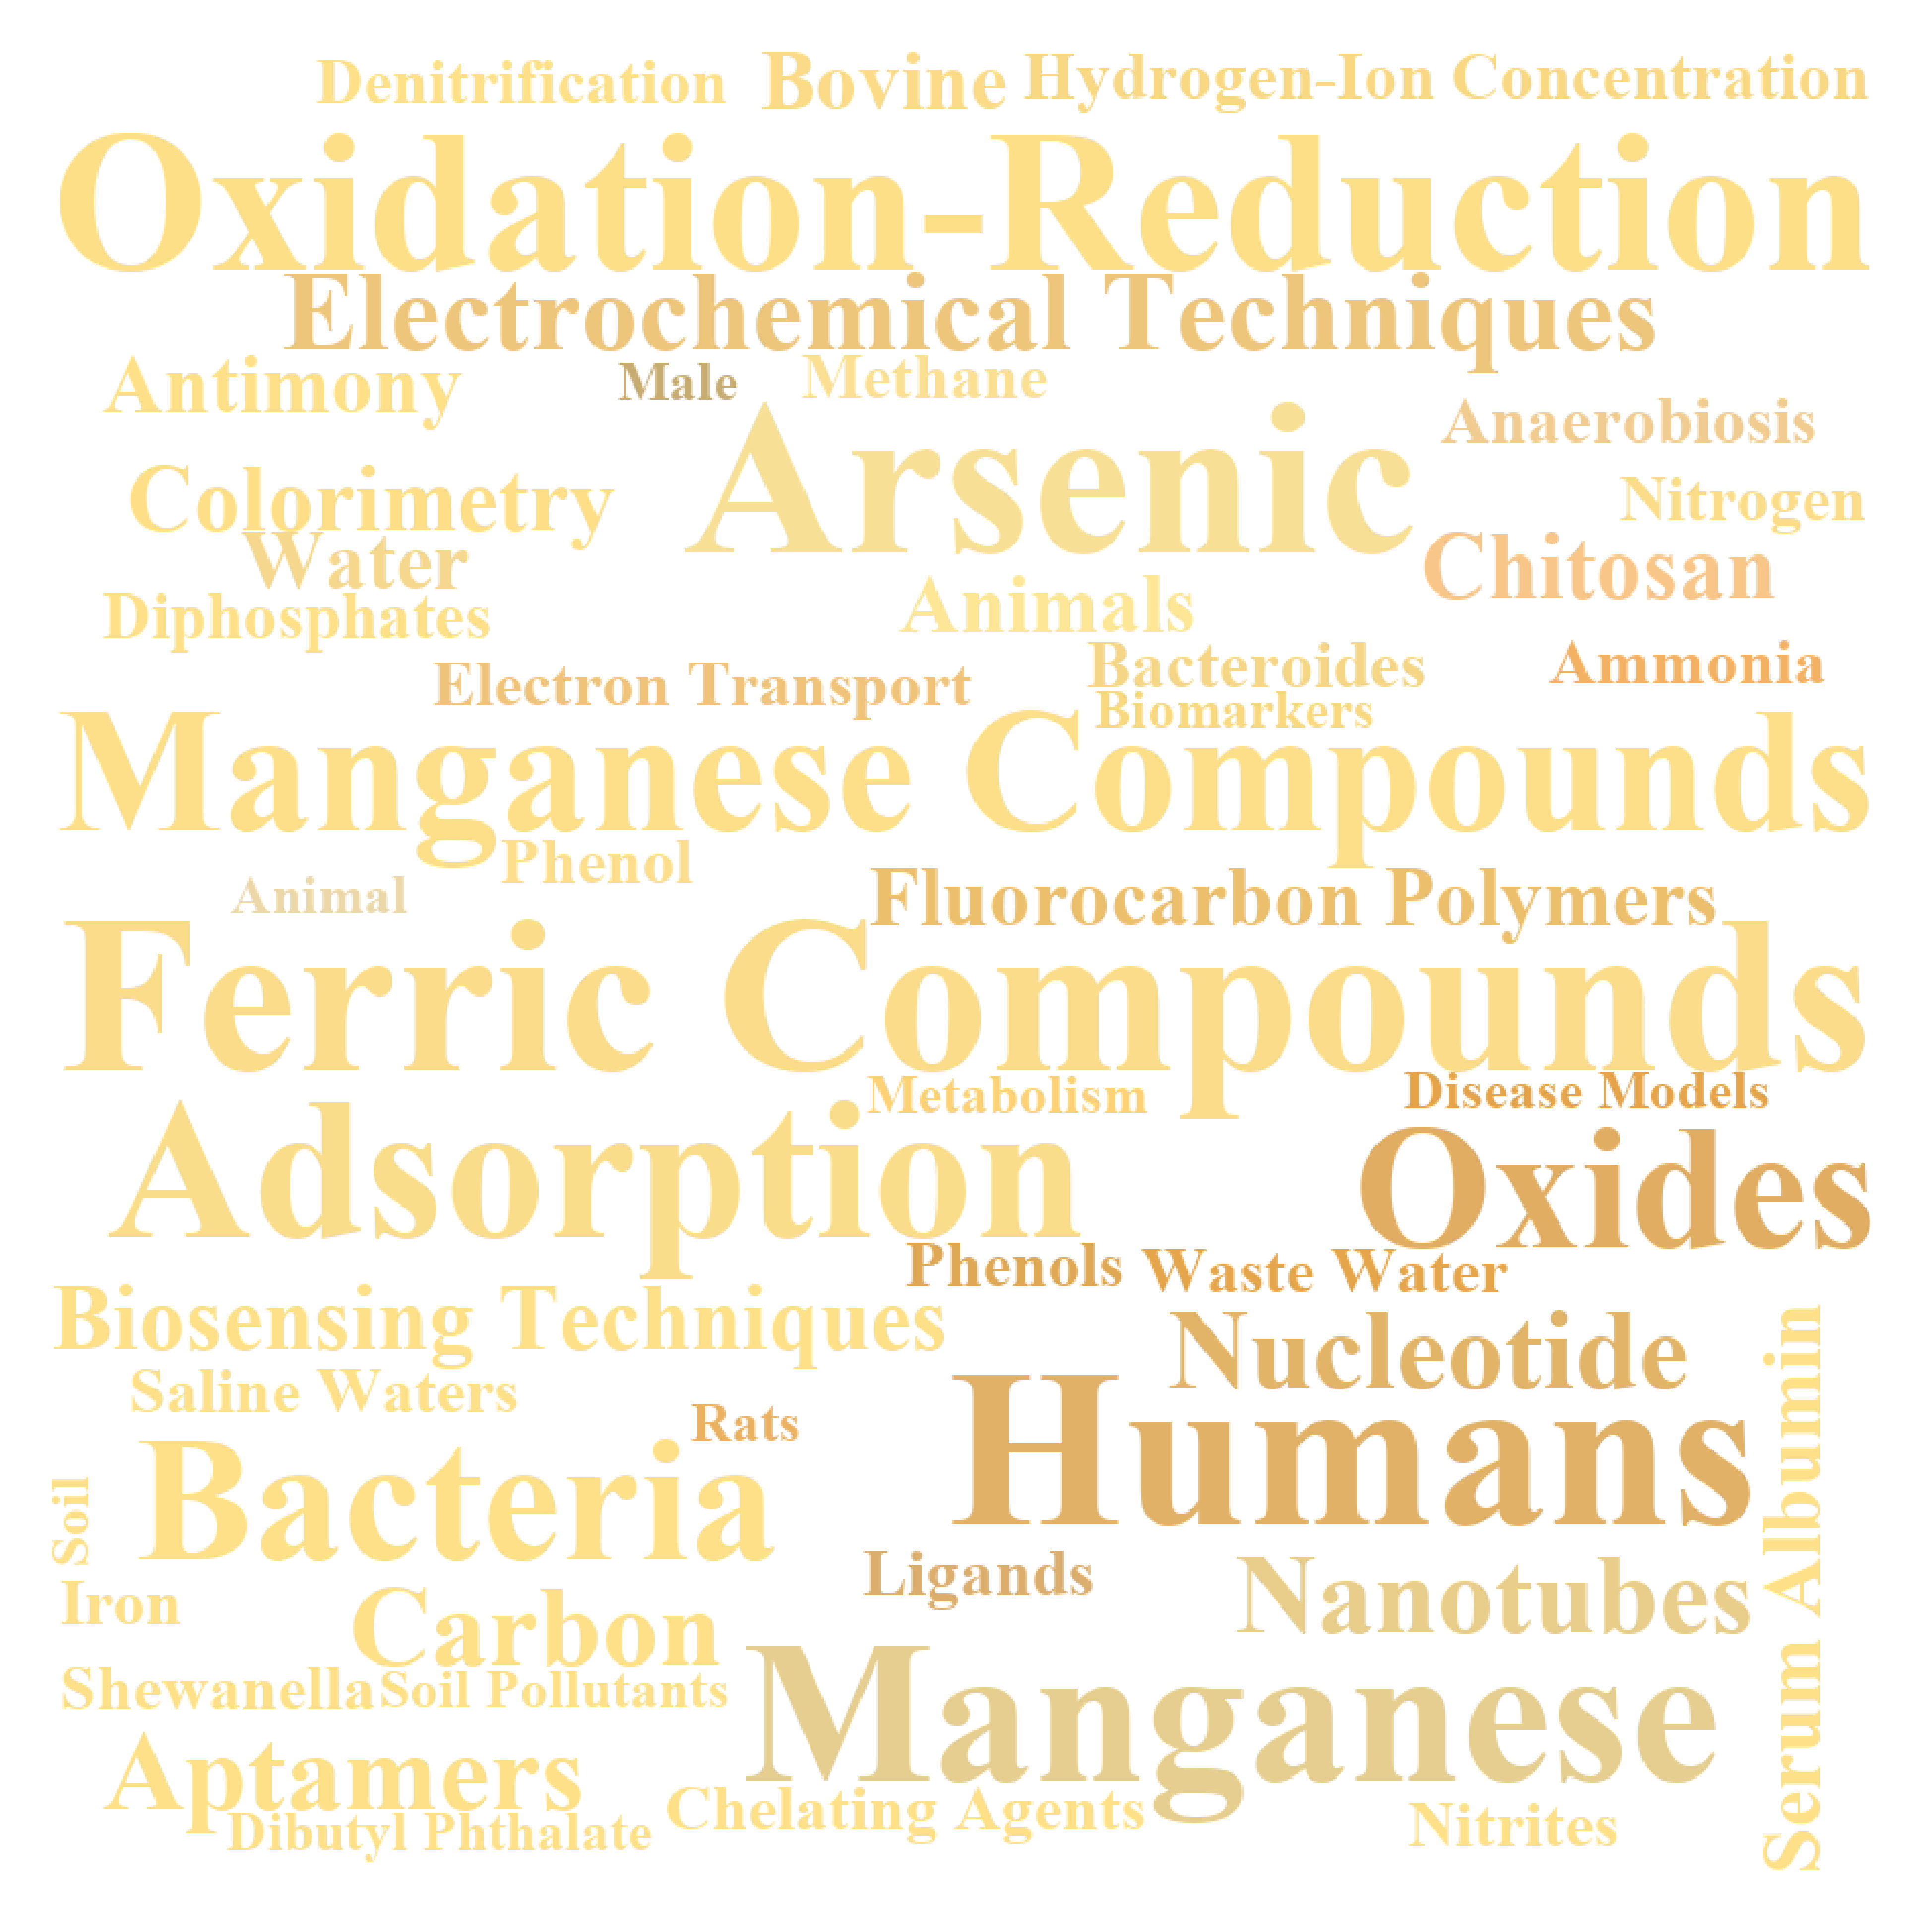 Denitrification
Bovine
Hydrogen-Ion Concentration
Oxidation-Reduction
Electrochemical Techniques
Antimony
Male
Methane
Arsenic
Anaerobiosis
Colorimetry
Nitrogen
Water
Chitosan
Diphosphates
Animals
Electron Transport
Bacteroides
Ammonia
Biomarkers
Manganese Compounds
Phenol
Animal
Fluorocarbon Polymers
Ferric Compounds
Metabolism
Disease Models
Adsorption
Oxides
Phenols
Waste Water
Biosensing Techniques
Nucleotide
Saline Waters
Rats
Humans
Serum Albumin
Bacteria
Soil
Iron
Ligands
Nanotubes
Carbon
Shewanella
Soil Pollutants
Manganese
Aptamers
Chelating Agents
Nitrites
Dibutyl Phthalate